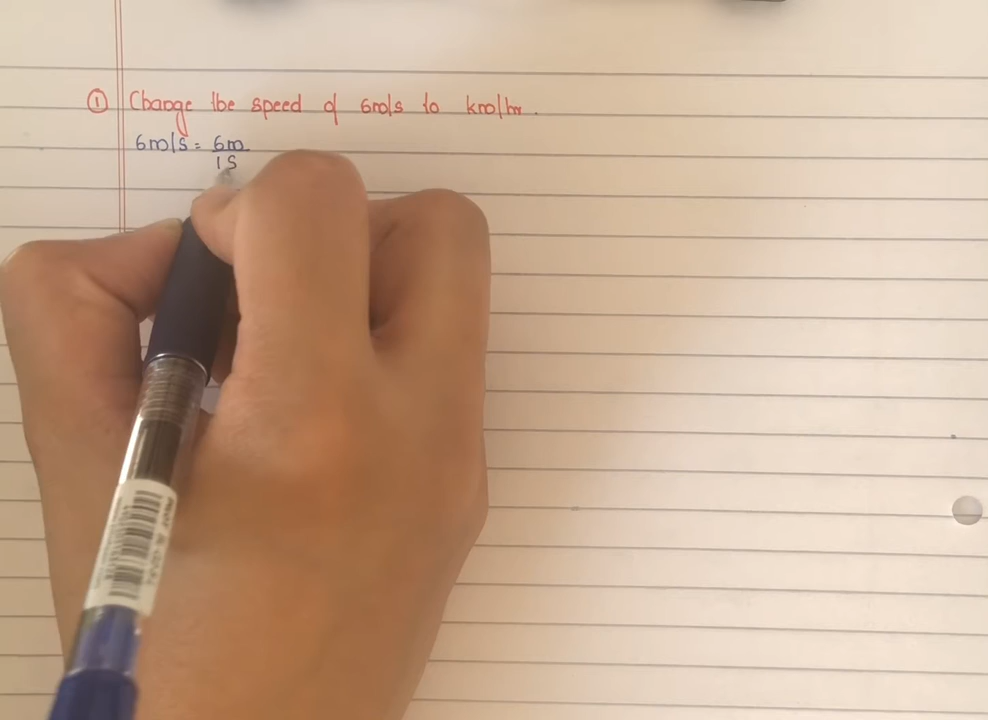 ① Change the speed of 6m/s to km/hr.
6m/s = 6m
1s